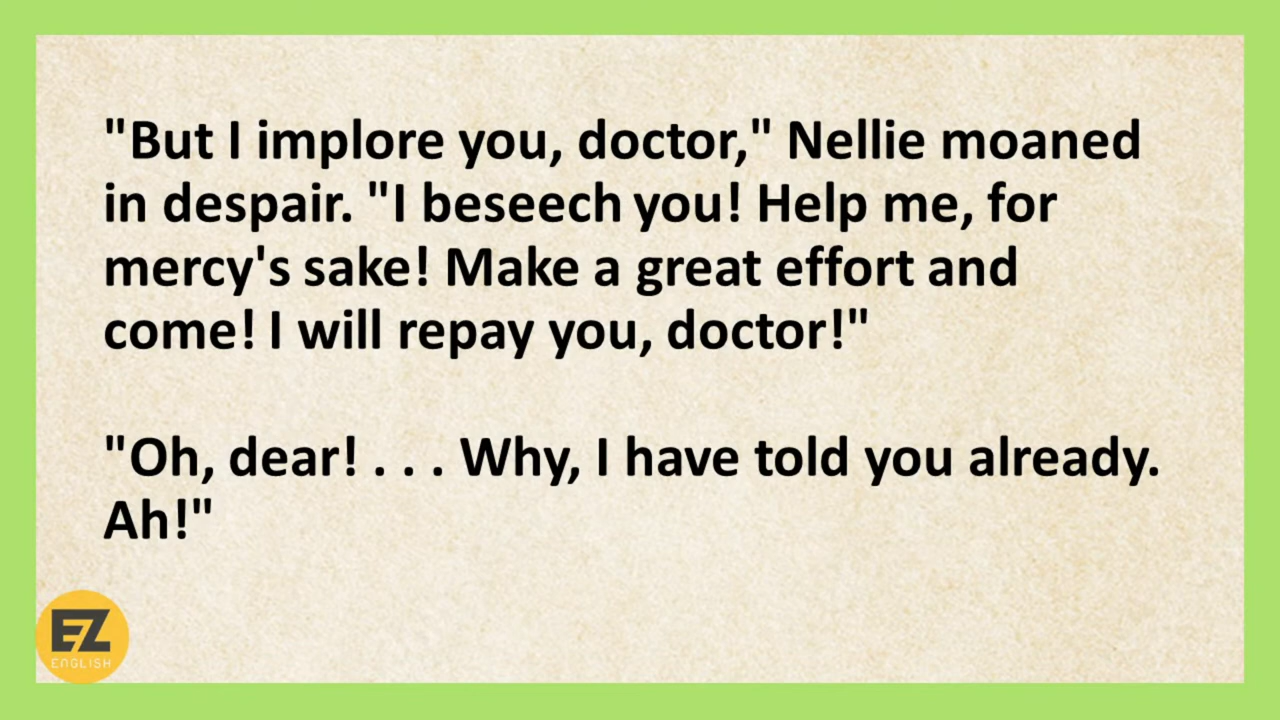 "But I implore you, doctor," Nellie moaned
in despair. "I beseech you! Help me, for
mercy's sake! Make a great effort and
come! I will repay you, doctor!"
"Oh, dear! . . . Why, I have told you already.
Ah!"
EZ
ENGLISH